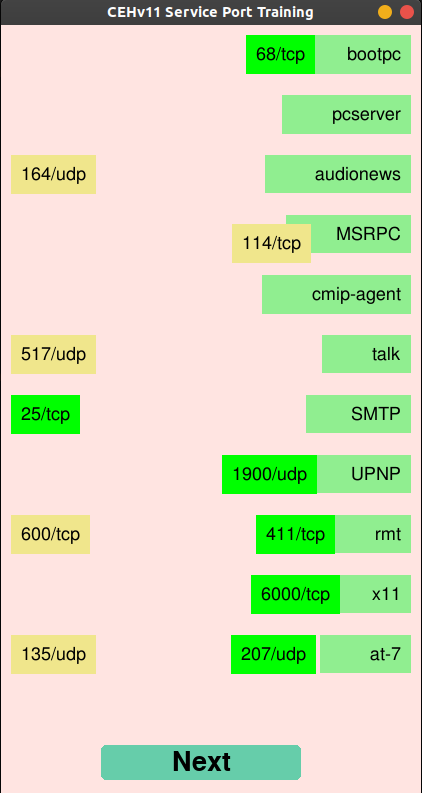 CEHv11 Service Port Training
68/tcp bootpc
pcserver
164/udp audionews
114/tcp MSRPC
cmip-agent
517/udp talk
25/tcp SMTP
1900/udp UPNP
600/tcp 411/tcp rmt
6000/tcp x11
135/udp 207/udp at-7
Next